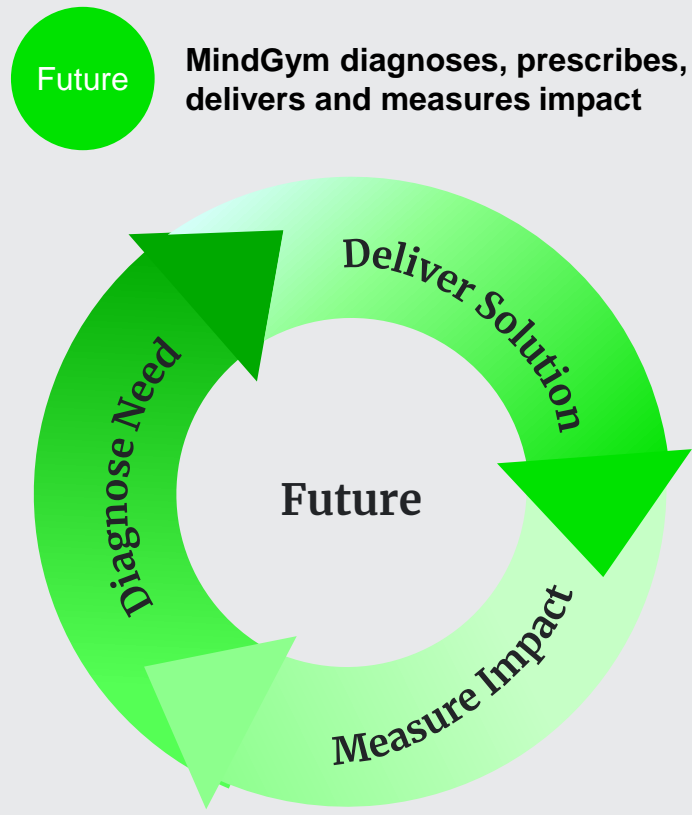 Future
MindGym diagnoses, prescribes,
delivers and measures impact
Deliver Solution
Diagnose Need
Future
Measure Impact